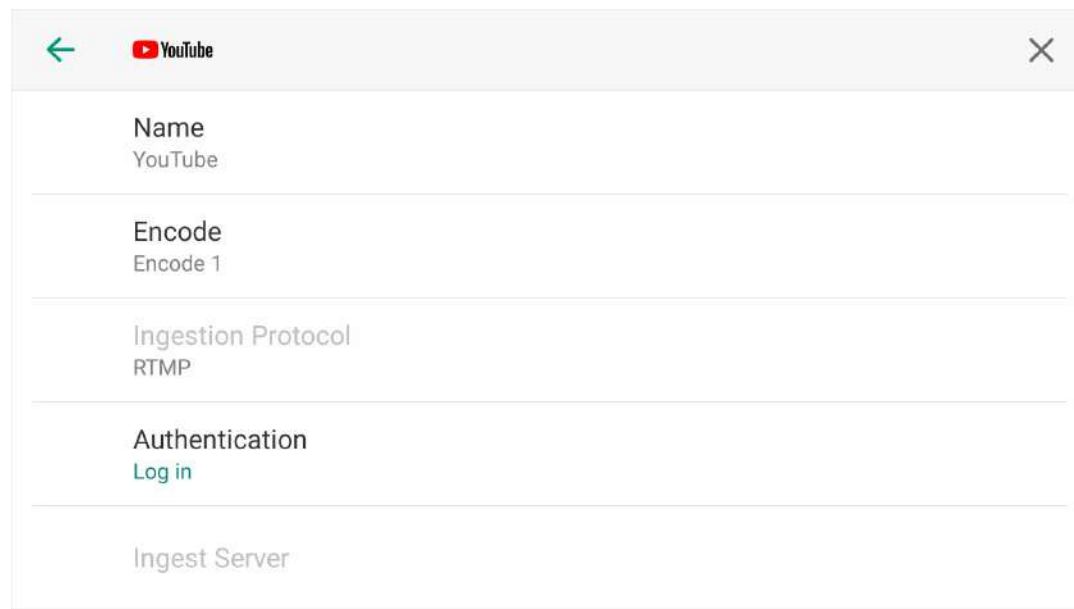 YouTube
Name
YouTube
Encode
Encode 1
Ingestion Protocol
RTMP
Authentication
Log in
Ingest Server